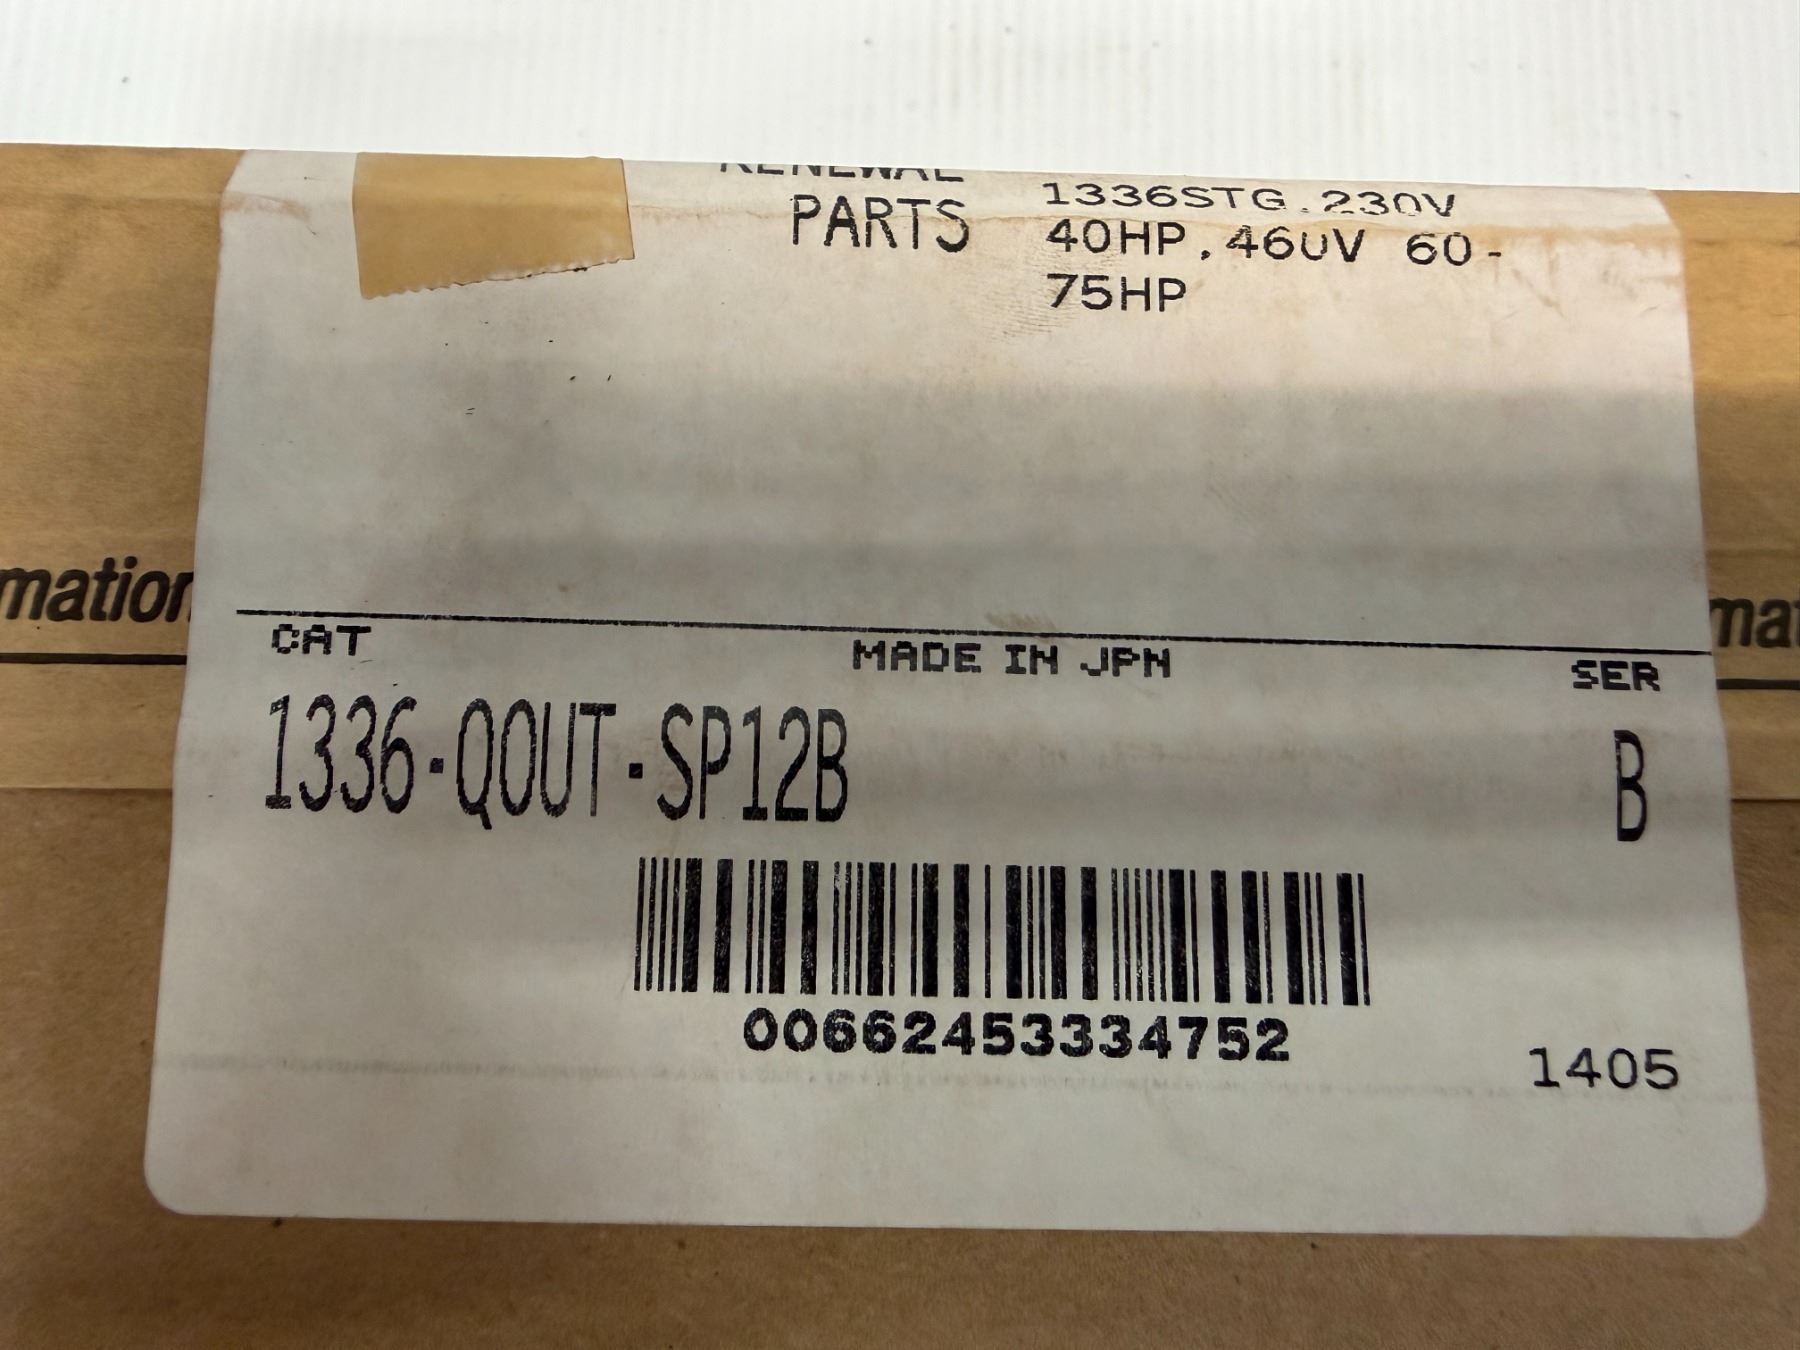 RENEWAL
PARTS
1336STG.230V
40HP.460V 60-
75HP
mation
mat
CAT
MADE IN JPN
SER
1336-QOUT-SP12B
B
00662453334752
1405